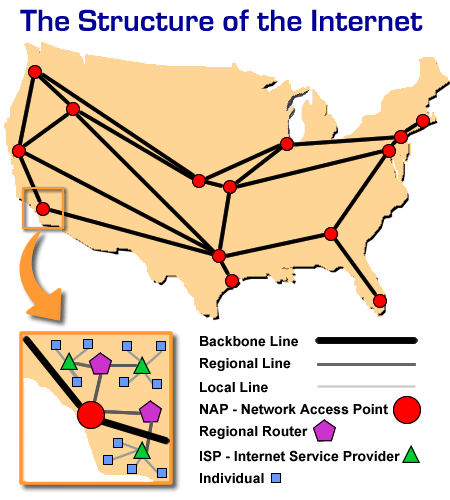 The Structure of the Internet
Backbone Line
Regional Line
Local Line
NAP - Network Access Point
Regional Router
ISP - Internet Service Provider
Individual